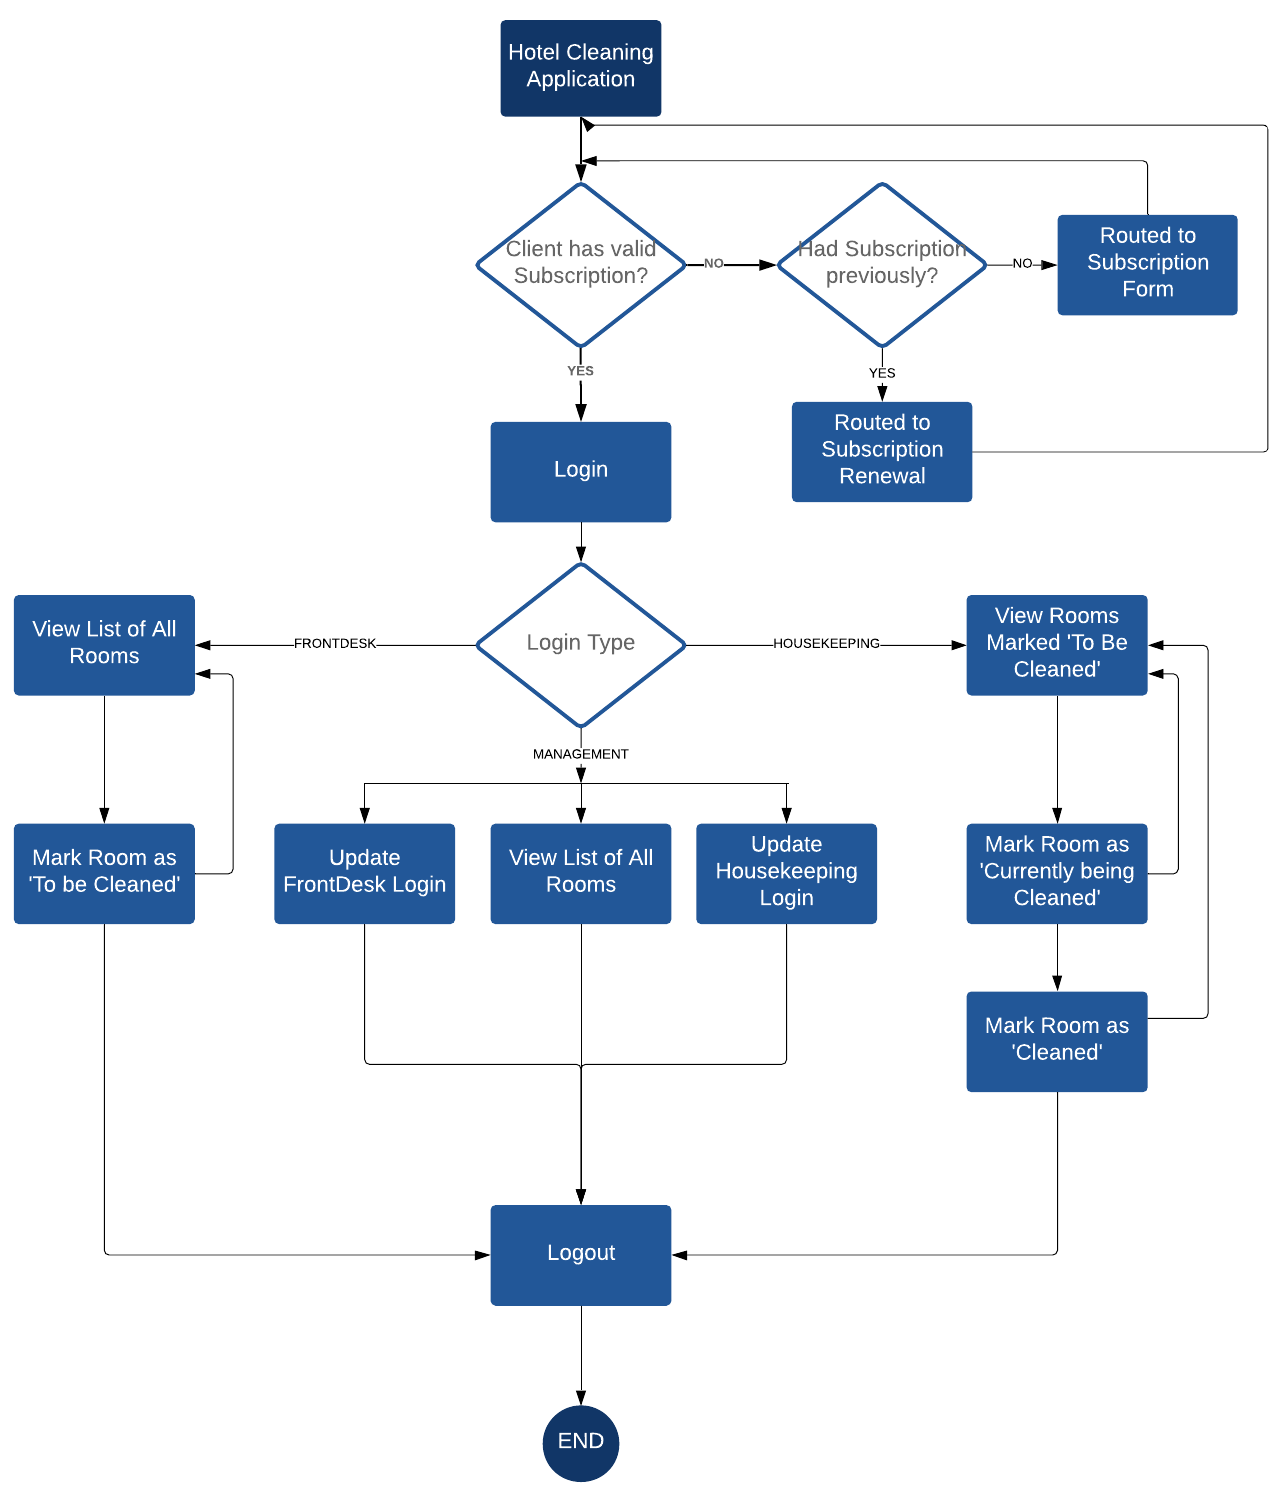 Hotel Cleaning
Application
Client has valid
Subscription?
NO
Had Subscription
previously?
NO
Routed to
Subscription
Form
YES
YES
Routed to
Subscription
Renewal
Login
View List of All
Rooms
FRONTDESK
Login Type
HOUSEKEEPING
View Rooms
Marked 'To Be
Cleaned'
MANAGEMENT
Mark Room as
'To be Cleaned'
Update
FrontDesk Login
View List of All
Rooms
Update
Housekeeping
Login
Mark Room as
'Currently being
Cleaned'
Mark Room as
'Cleaned'
Logout
END